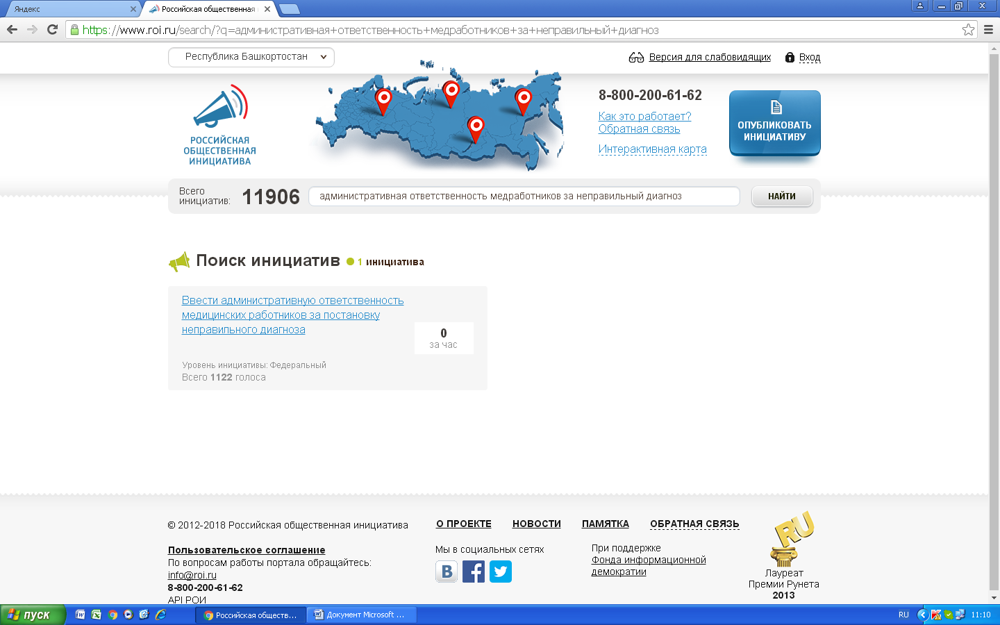 Яндекс
Российская общественная
https://www.roi.ru/search/?q=административная+ответственность+медработников+за+неправильный+диагноз
Республика Башкортостан
Версия для слабовидящих
Вход
РОССИЙСКАЯ
ОБЩЕСТВЕННАЯ
ИНИЦИАТИВА
8-800-200-61-62
Как это работает?
Обратная связь
Интерактивная карта
ОПУБЛИКОВАТЬ
ИНИЦИАТИВУ
Всего
инициатив:
11906
административная ответственность медработников за неправильный диагноз
НАЙТИ
Поиск инициатив
1 инициатива
Ввести административную ответственность
медицинских работников за постановку
неправильного диагноза
0
за час
Уровень инициативы: Федеральный
Всего 1122 голоса
© 2012-2018 Российская общественная инициатива
О ПРОЕКТЕ
НОВОСТИ
ПАМЯТКА
ОБРАТНАЯ СВЯЗЬ
Пользовательское соглашение
По вопросам работы портала обращайтесь:
info@roi.ru
8-800-200-61-62
API РОИ
Мы в социальных сетях
При поддержке
Фонда информационной
демократии
RU
Лауреат
Премии Рунета
2013
пуск
Российская обществ...
Документ Microsoft ...
RU
11:10